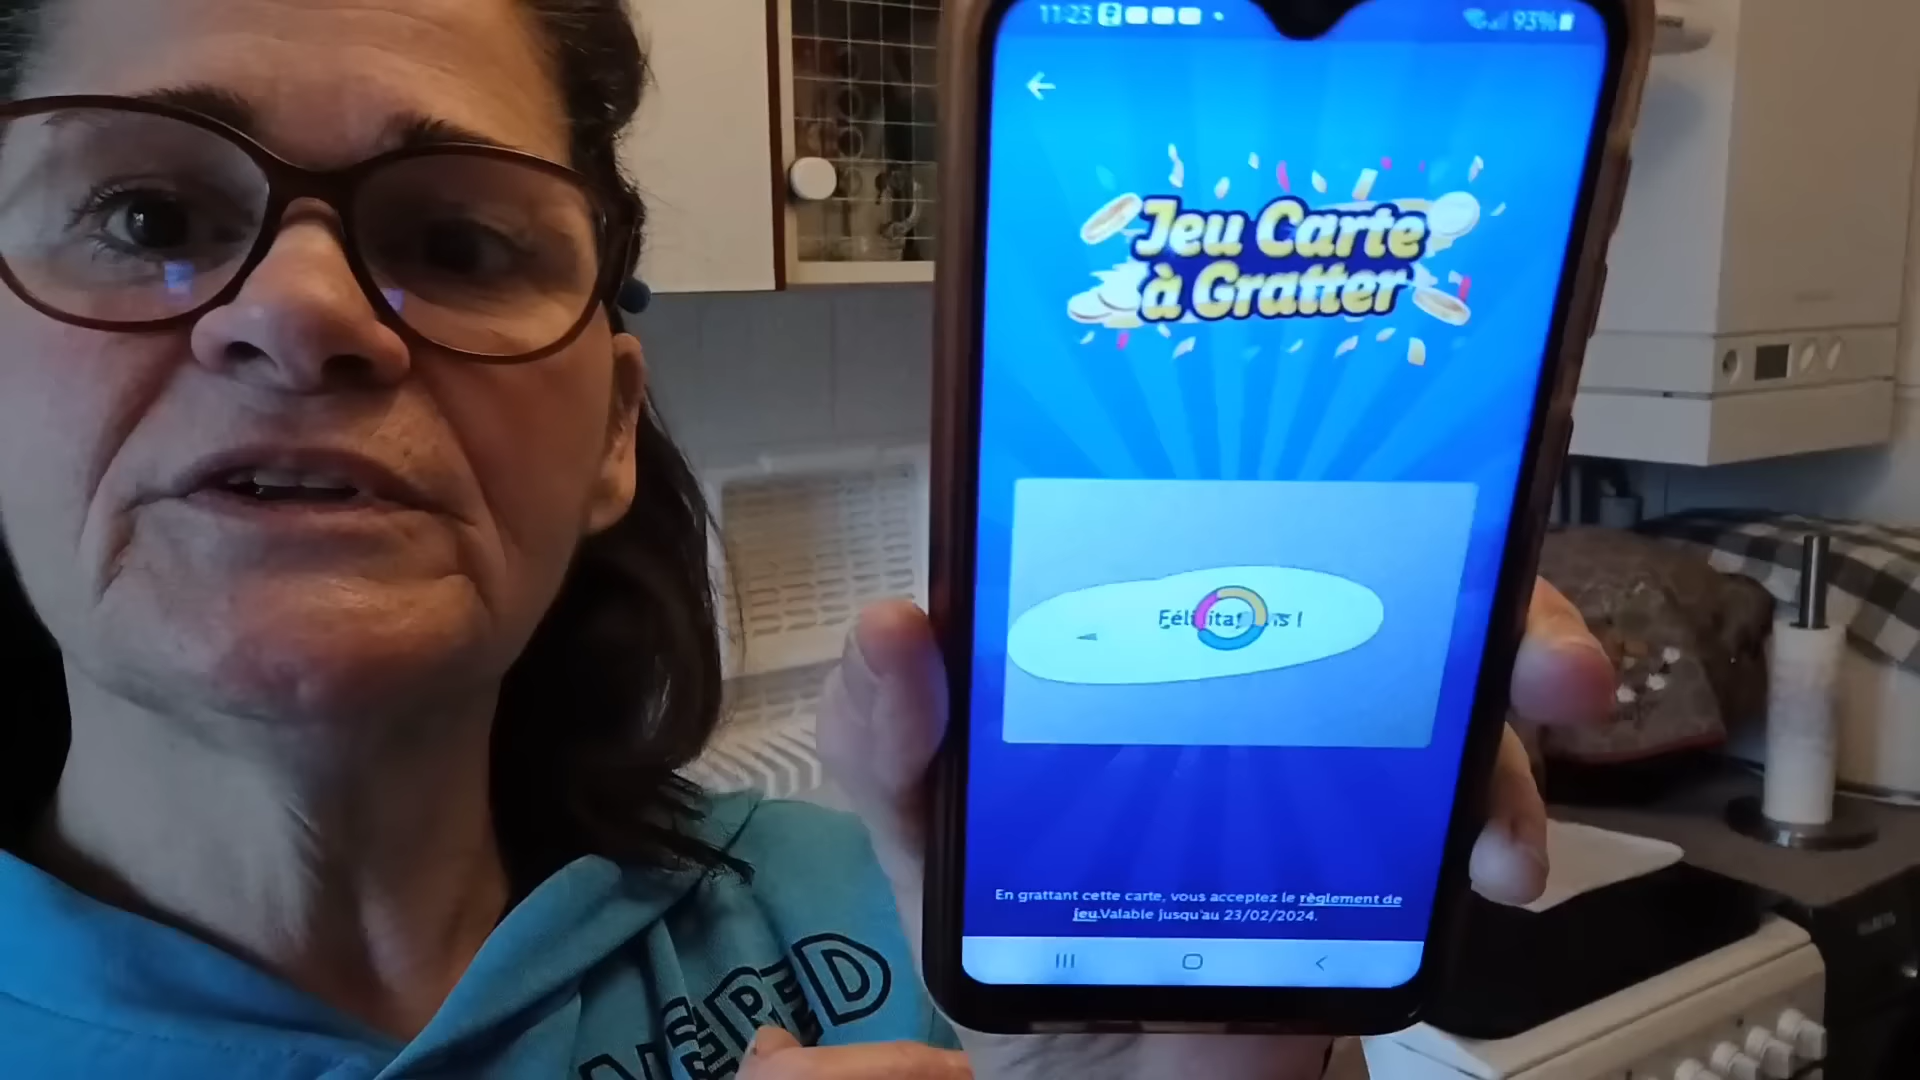 11:23
93%
Jeu Carte
à Gratter
En grattant cette carte, vous acceptez le règlement de
jeu.Valable jusqu'au 23/02/2024.